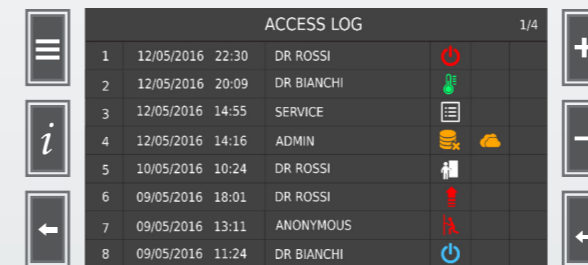 ACCESS LOG 1/4
1 12/05/2016 22:30 DR ROSSI
2 12/05/2016 20:09 DR BIANCHI
3 12/05/2016 14:55 SERVICE
4 12/05/2016 14:16 ADMIN
5 10/05/2016 10:24 DR ROSSI
6 09/05/2016 18:01 DR ROSSI
i
7 09/05/2016 13:11 ANONYMOUS
8 09/05/2016 11:24 DR BIANCHI